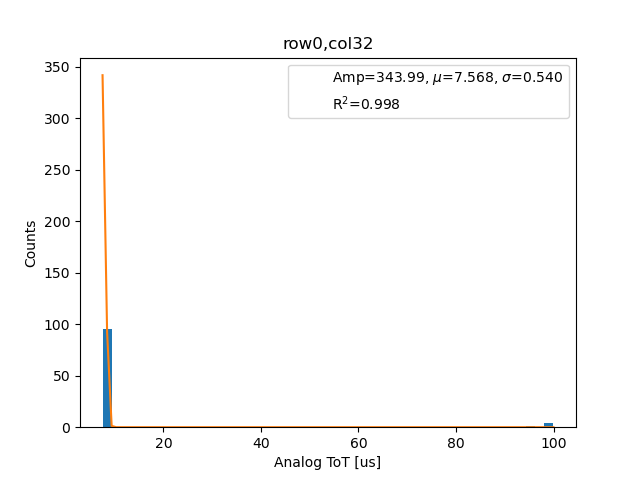 row0,col32
Amp=343.99, μ=7.568, σ=0.540
R²=0.998
Counts
350
300
250
200
150
100
50
0
20 40 60 80 100
Analog ToT [us]